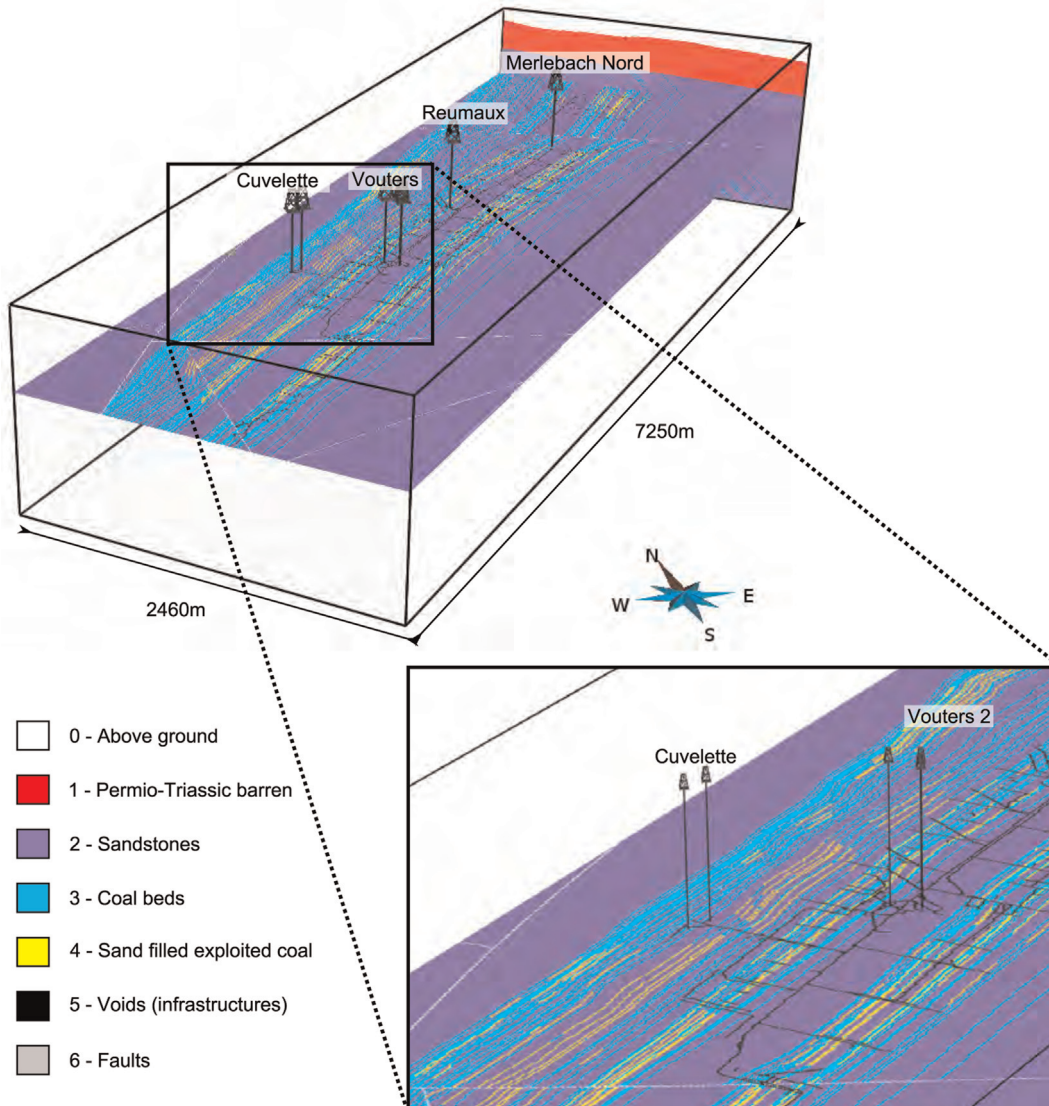 Merlebach Nord
Reumaux
Cuvelette
Vouters
7250m
2460m
N
W
E
S
0 - Above ground
1 - Permio-Triassic barren
2 - Sandstones
3 - Coal beds
4 - Sand filled exploited coal
5 - Voids (infrastructures)
6 - Faults
Vouters 2
Cuvelette